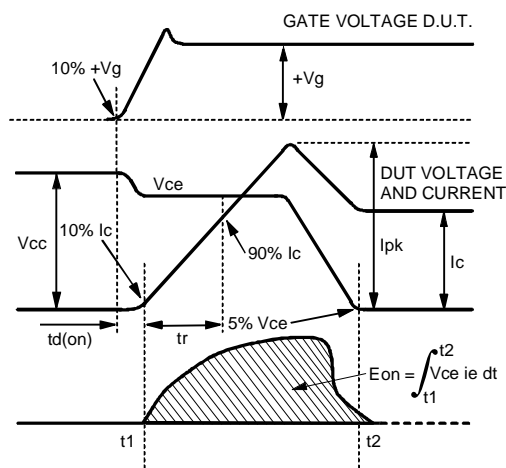 GATE VOLTAGE D.U.T.
10% +Vg
+Vg
Vce
DUT VOLTAGE
AND CURRENT
Vcc
10% Ic
90% Ic
Ipk
Ic
td(on)
tr
5% Vce
Eon = ∫ Vce ie dt
t2
t1
t1
t2